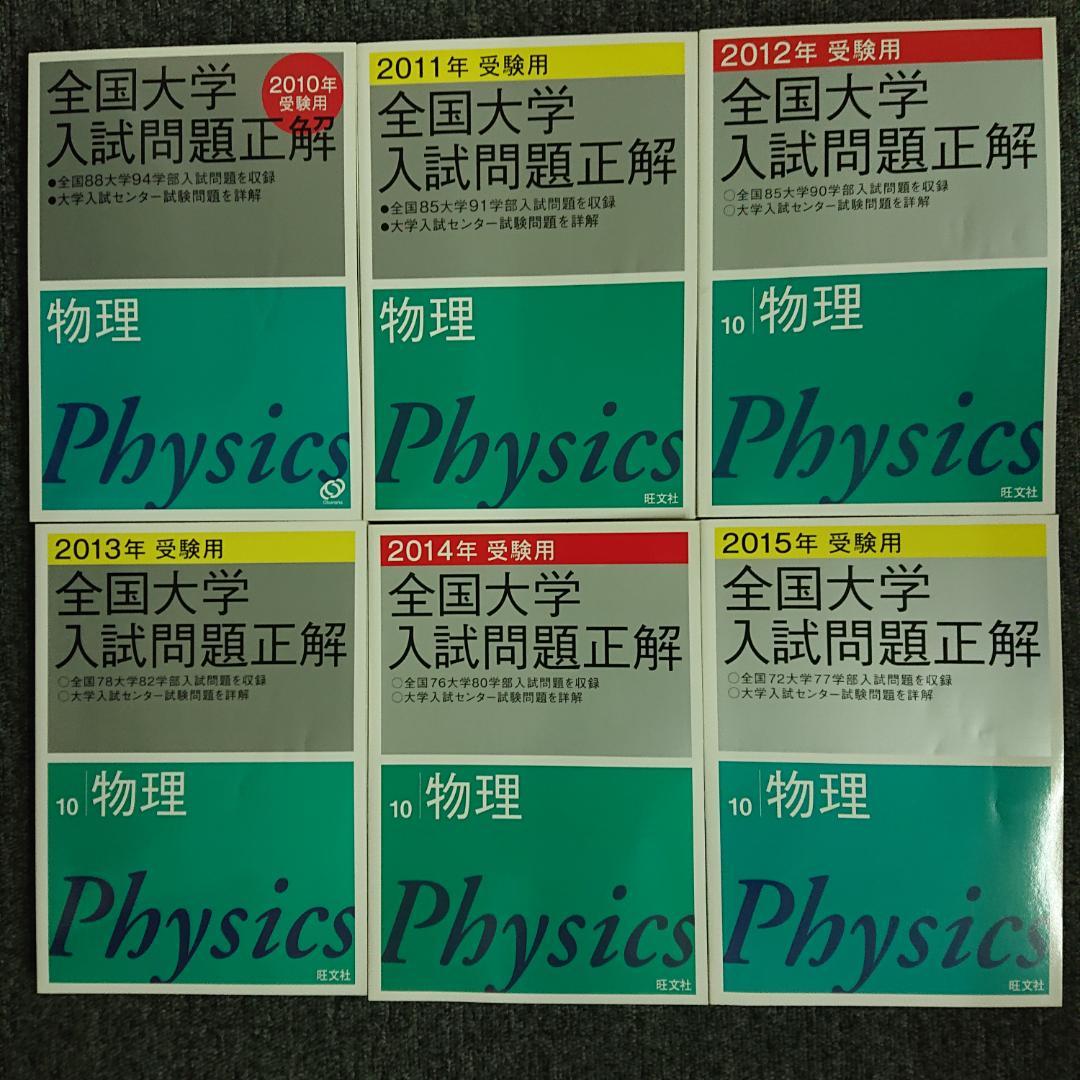 全国大学
2010年
受験用
入試問題正解
●全国88大学94学部入試問題を収録
●大学入試センター試験問題を詳解
物理
Physics
Obunsha
2011年 受験用
全国大学
入試問題正解
●全国85大学91学部入試問題を収録
●大学入試センター試験問題を詳解
物理
Physics
旺文社
2012年 受験用
全国大学
入試問題正解
○全国85大学90学部入試問題を収録
○大学入試センター試験問題を詳解
10 物理
Physics
旺文社
2013年 受験用
全国大学
入試問題正解
○全国78大学82学部入試問題を収録
○大学入試センター試験問題を詳解
10 物理
Physics
旺文社
2014年 受験用
全国大学
入試問題正解
○全国76大学80学部入試問題を収録
○大学入試センター試験問題を詳解
10 物理
Physics
旺文社
2015年 受験用
全国大学
入試問題正解
○全国72大学77学部入試問題を収録
○大学入試センター試験問題を詳解
10 物理
Physics
旺文社